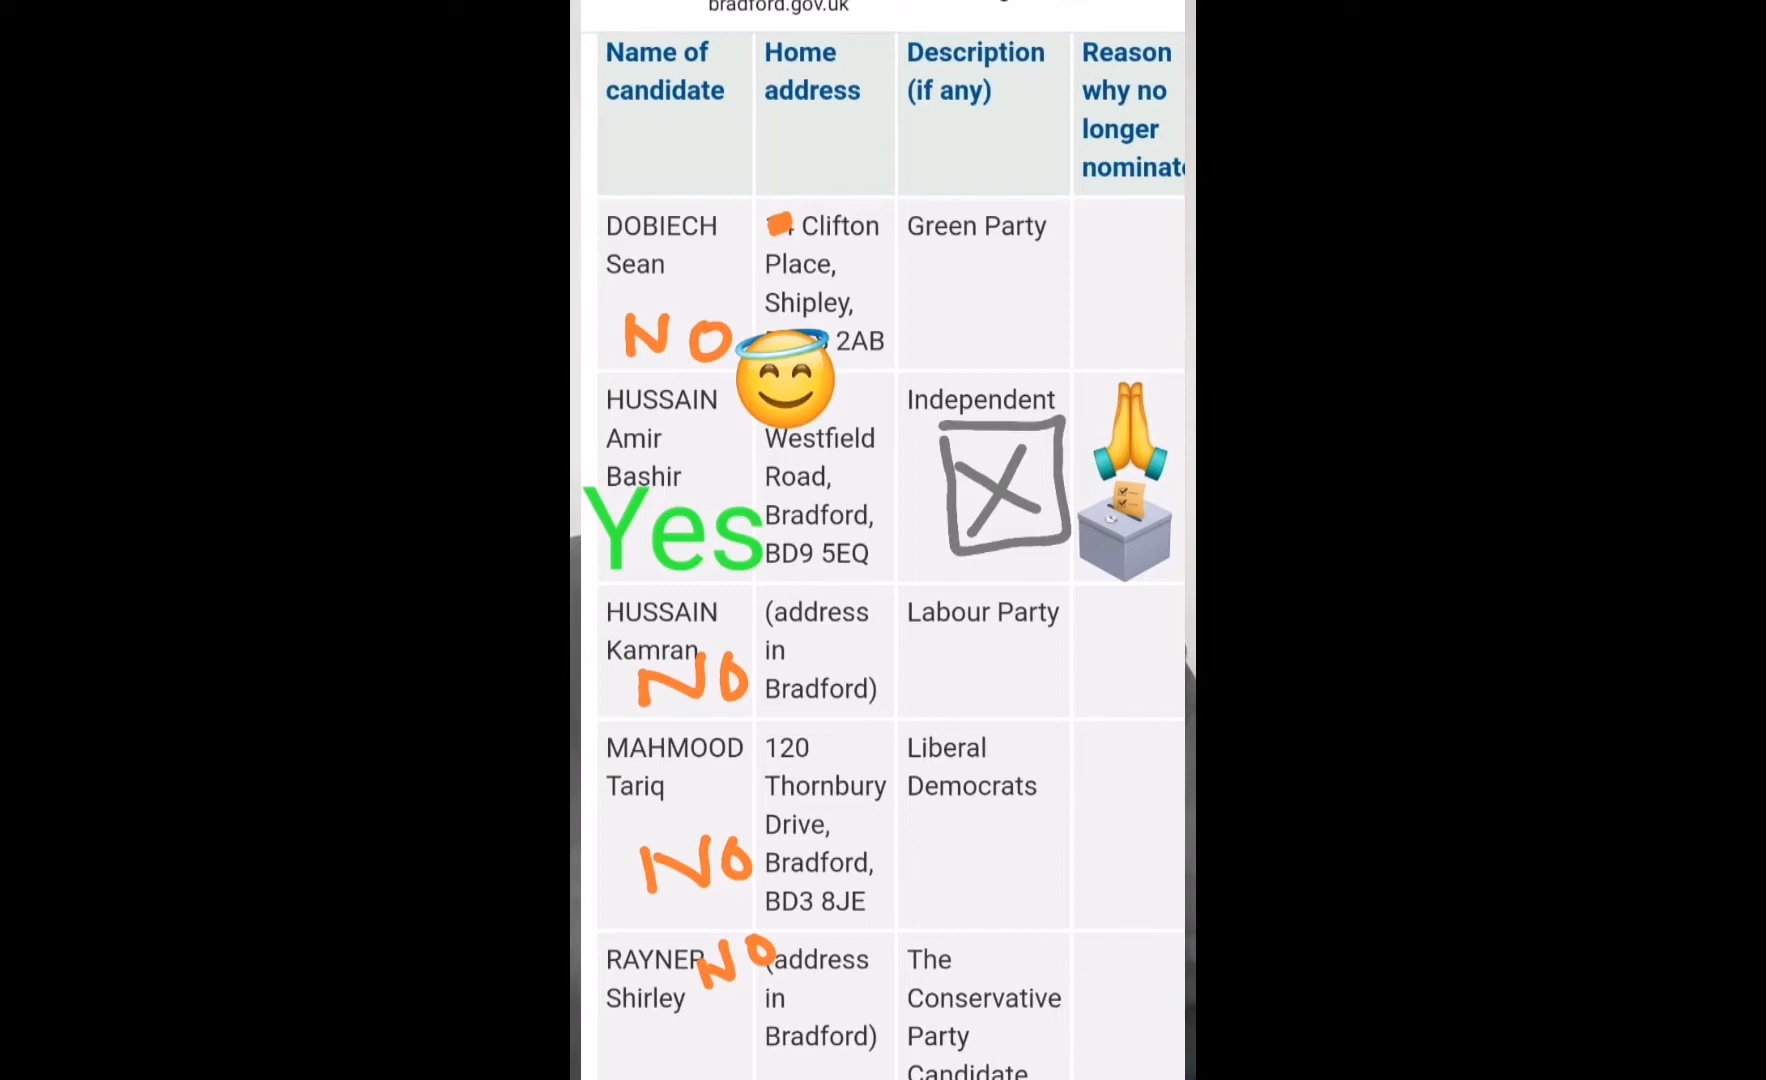 bradford.gov.uk
Name of candidate
Home address
Description (if any)
Reason why no longer
DOBIECH Sean
Clifton Place, Shipley, 2AB
Green Party
NO
HUSSAIN Amir Bashir
Westfield Road, Bradford, BD9 5EQ
Independent
Yes
HUSSAIN Kamran
(address in Bradford)
Labour Party
NO
MAHMOOD Tariq
120 Thornbury Drive, Bradford, BD3 8JE
Liberal Democrats
NO
RAYNER Shirley
(address in Bradford)
The Conservative Party Candidate
NO